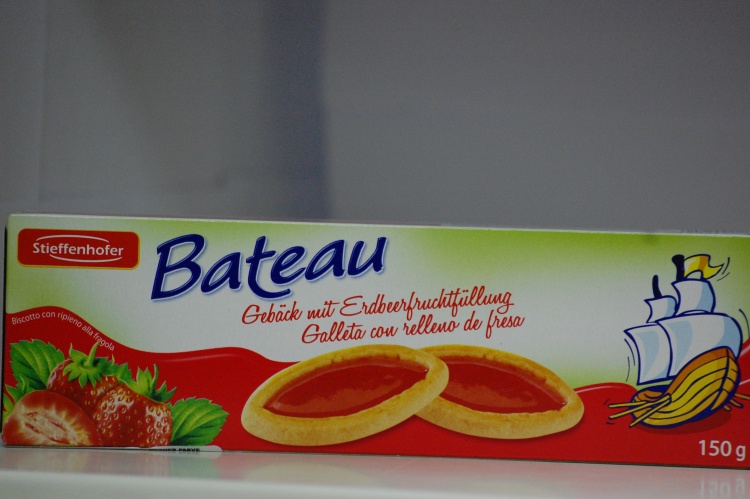 Stieffenhofer
Bateau
Gebäck mit Erdbeerfruchtfüllung
Galleta con relleno de fresa
Biscotto con ripieno alla fragola
150 g